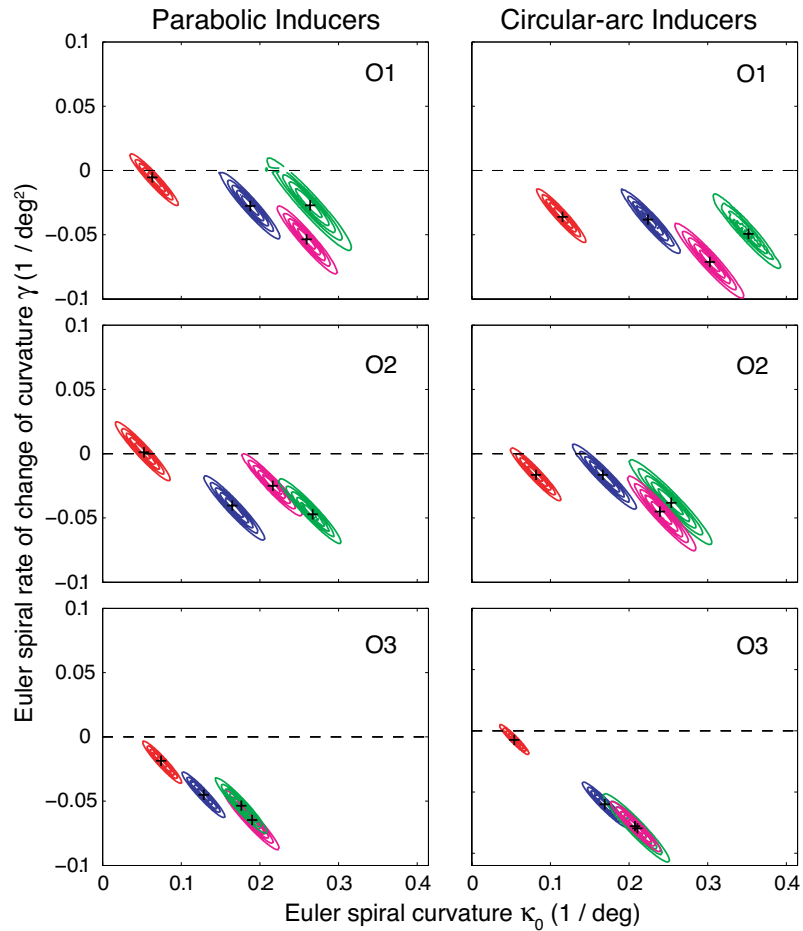 Parabolic Inducers
Circular-arc Inducers
Euler spiral rate of change of curvature γ (1 / deg²)
0.1
0.05
0
−0.05
−0.1
O1
O1
0.1
0.05
0
−0.05
−0.1
O2
O2
0.1
0.05
0
−0.05
−0.1
O3
O3
0 0.1 0.2 0.3 0.4
0 0.1 0.2 0.3 0.4
Euler spiral curvature κ₀ (1 / deg)